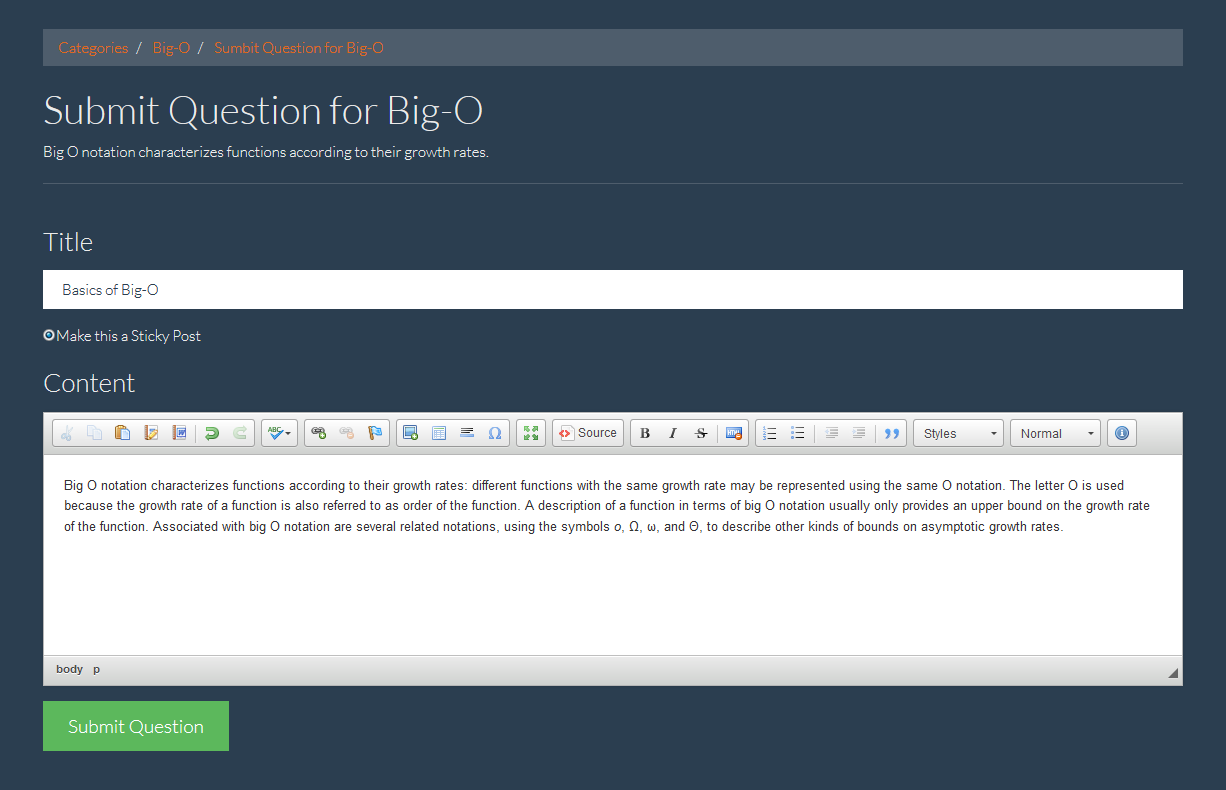 Categories / Big-O / Sumbit Question for Big-O
Submit Question for Big-O
Big O notation characterizes functions according to their growth rates.
Title
Basics of Big-O
Make this a Sticky Post
Content
ABC Ω Source B I S HTML Styles Normal
Big O notation characterizes functions according to their growth rates: different functions with the same growth rate may be represented using the same O notation. The letter O is used
because the growth rate of a function is also referred to as order of the function. A description of a function in terms of big O notation usually only provides an upper bound on the growth rate
of the function. Associated with big O notation are several related notations, using the symbols o, Ω, ω, and Θ, to describe other kinds of bounds on asymptotic growth rates.
body p
Submit Question